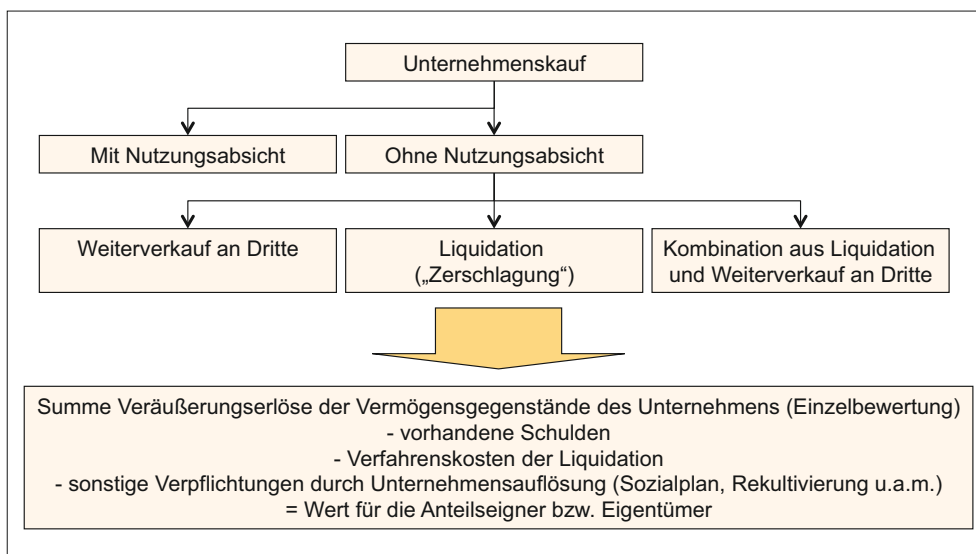 Unternehmenskauf
Mit Nutzungsabsicht
Ohne Nutzungsabsicht
Weiterverkauf an Dritte
Liquidation
(„Zerschlagung“)
Kombination aus Liquidation
und Weiterverkauf an Dritte
Summe Veräußerungserlöse der Vermögensgegenstände des Unternehmens (Einzelbewertung)
- vorhandene Schulden
- Verfahrenskosten der Liquidation
- sonstige Verpflichtungen durch Unternehmensauflösung (Sozialplan, Rekultivierung u.a.m.)
= Wert für die Anteilseigner bzw. Eigentümer